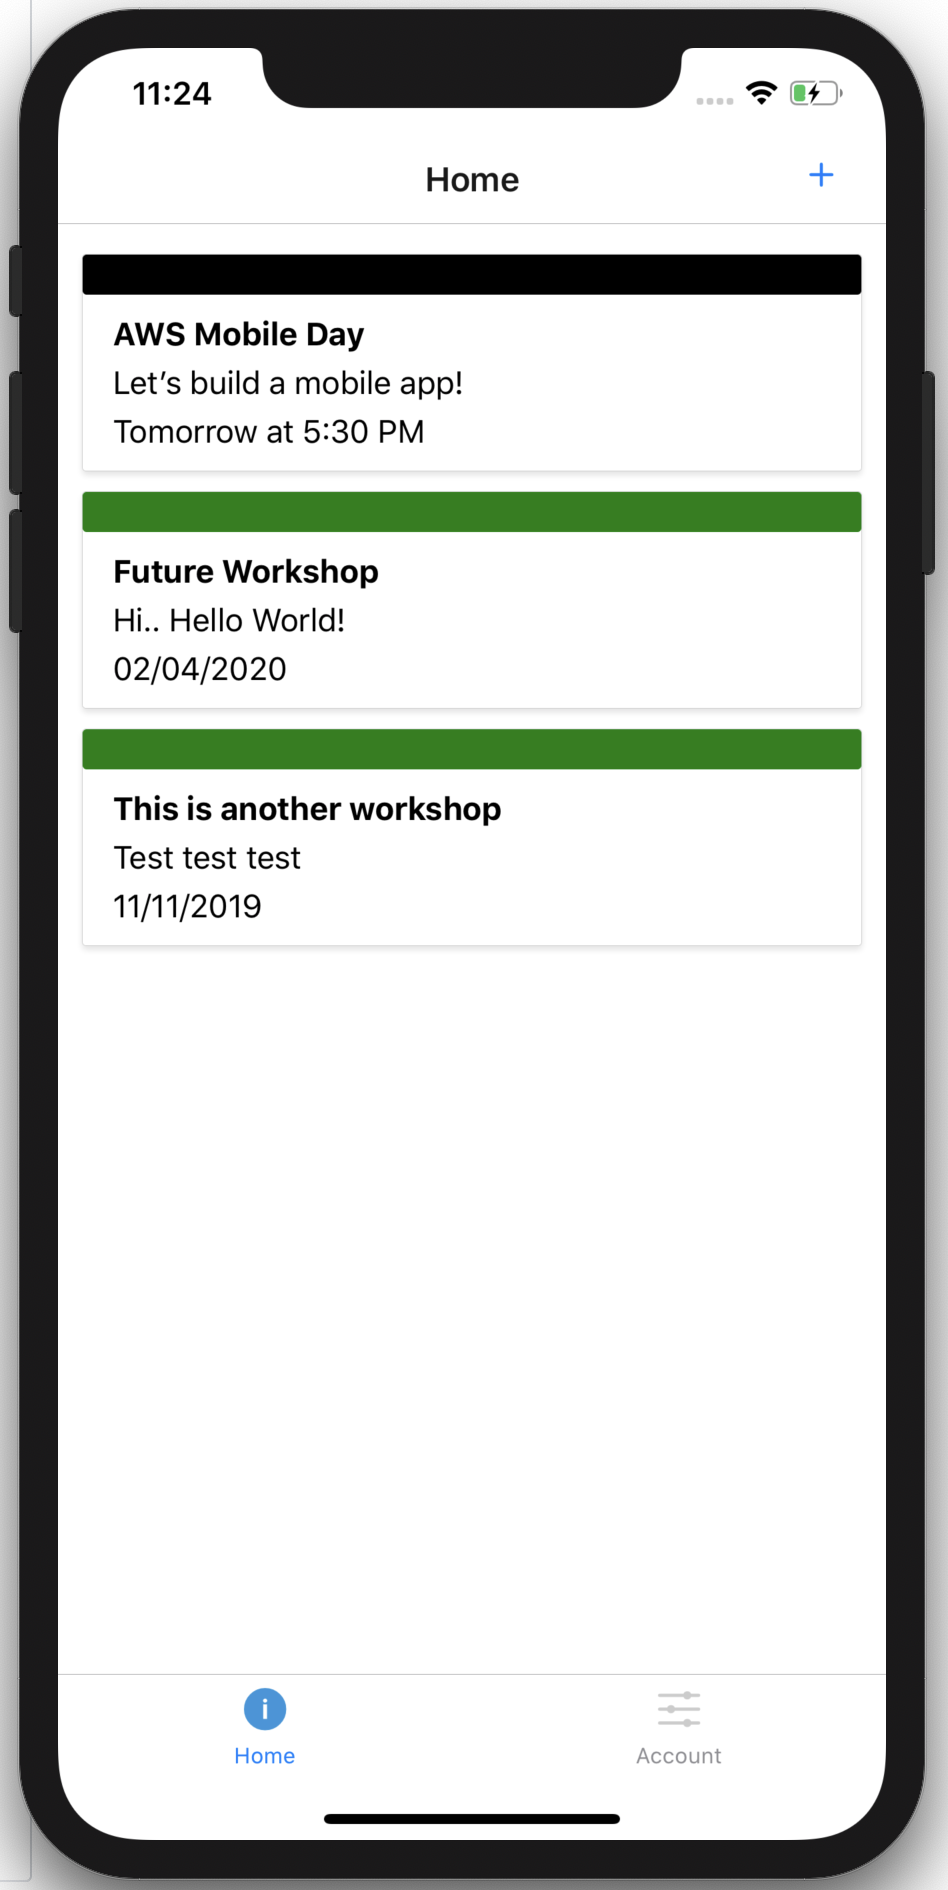 11:24
Home
+
AWS Mobile Day
Let’s build a mobile app!
Tomorrow at 5:30 PM
Future Workshop
Hi.. Hello World!
02/04/2020
This is another workshop
Test test test
11/11/2019
i
Home
Account